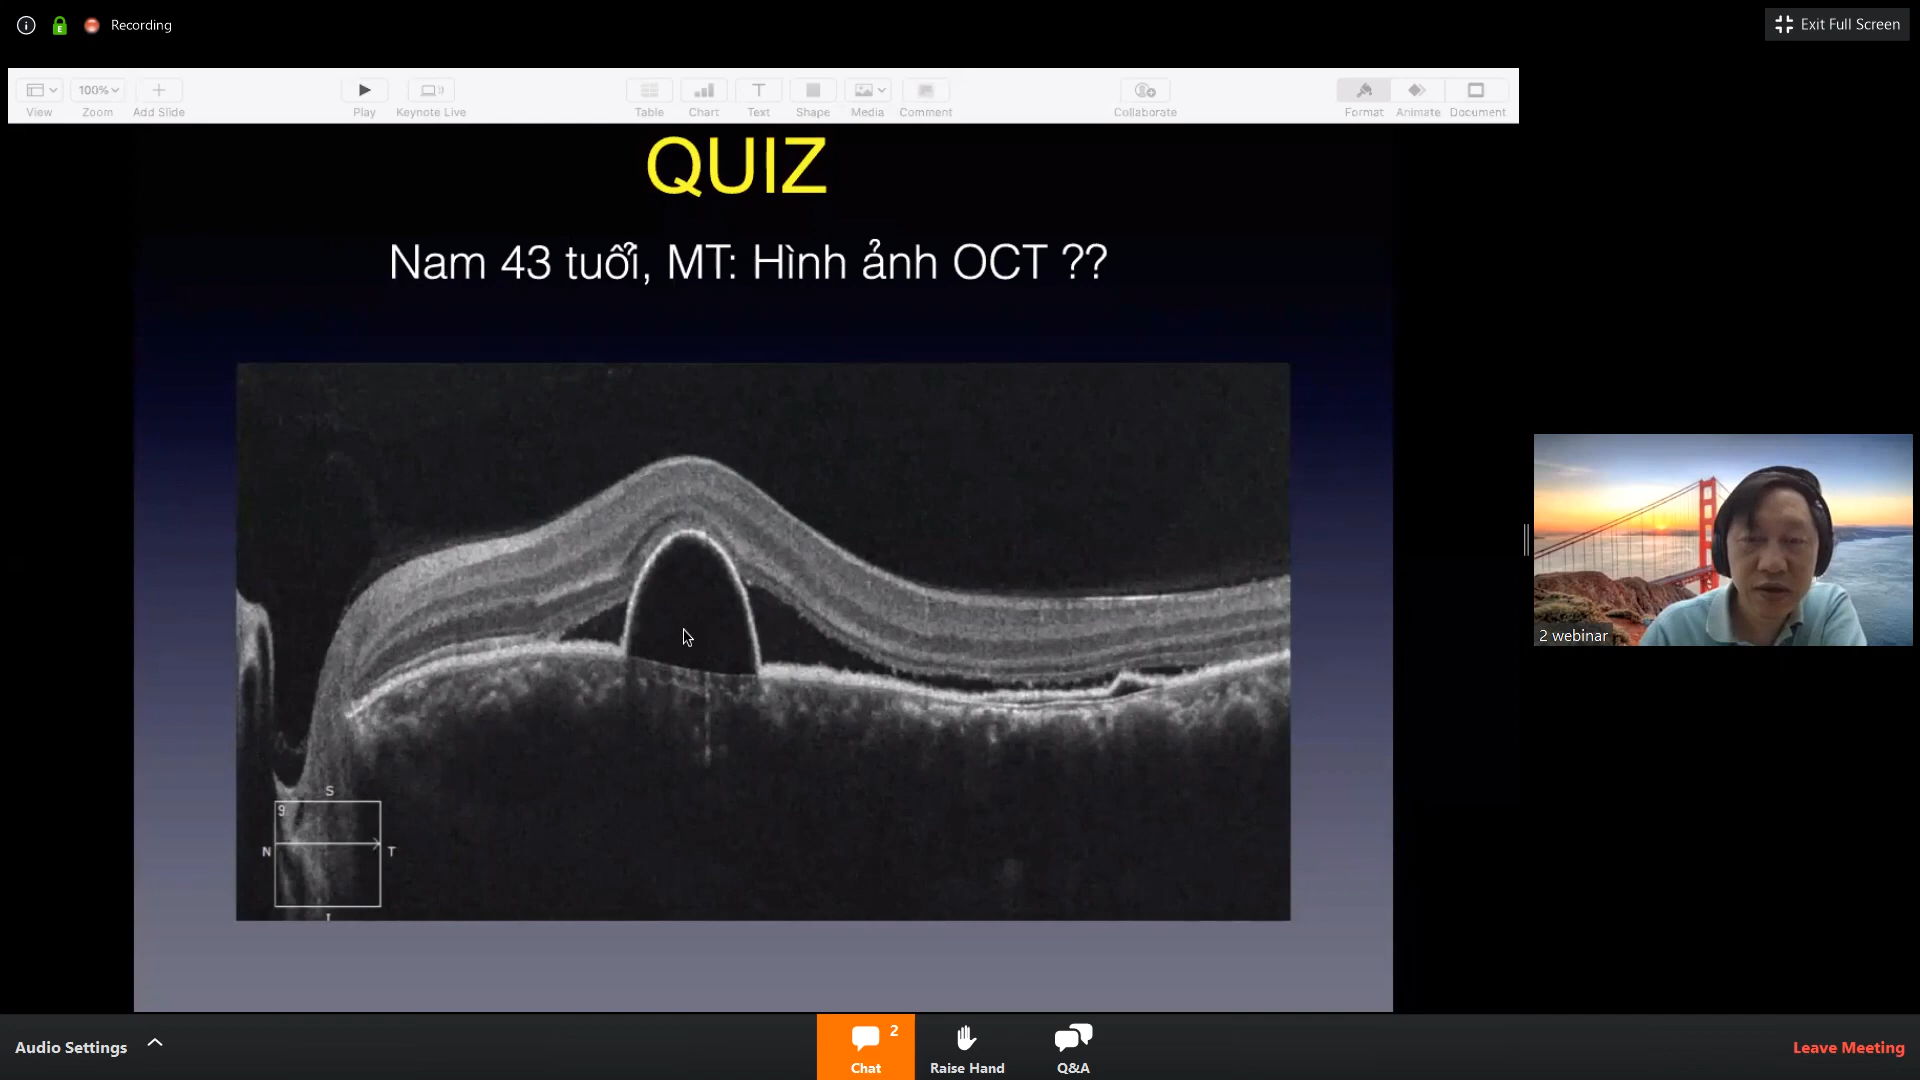 Recording
Exit Full Screen
100%
View
Zoom
Add Slide
Play
Keynote Live
Table
Chart
Text
Shape
Media
Comment
Collaborate
Format
Animate
Document
QUIZ
Nam 43 tuổi, MT: Hình ảnh OCT ??
S
9
N
T
I
2 webinar
Audio Settings
2
Chat
Raise Hand
Q&A
Leave Meeting